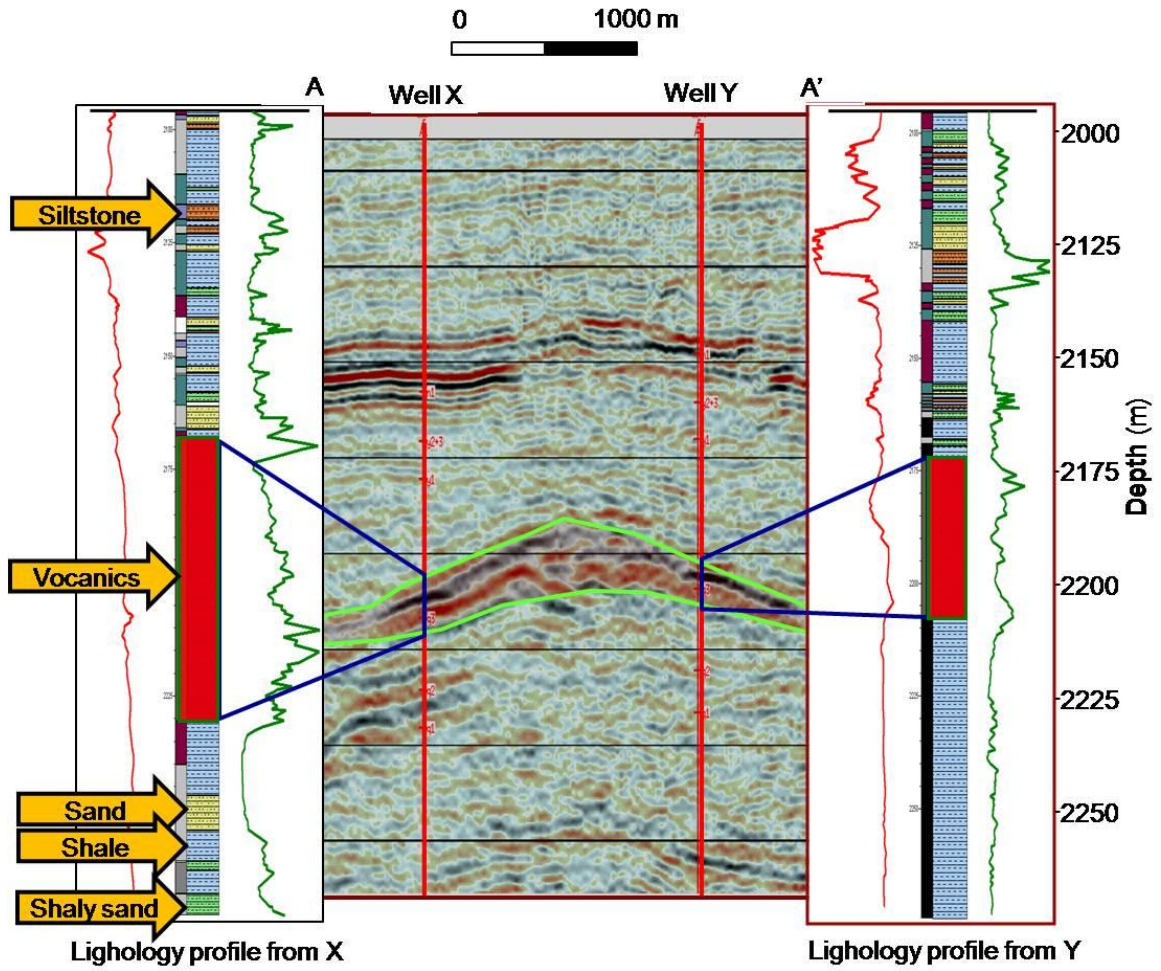 0 1000 m
A Well X Well Y A'
2000
Siltstone
2125
2150
2175
Vocanics
2200
2225
Sand
2250
Shale
Shaly sand
Depth (m)
Lighology profile from X Lighology profile from Y